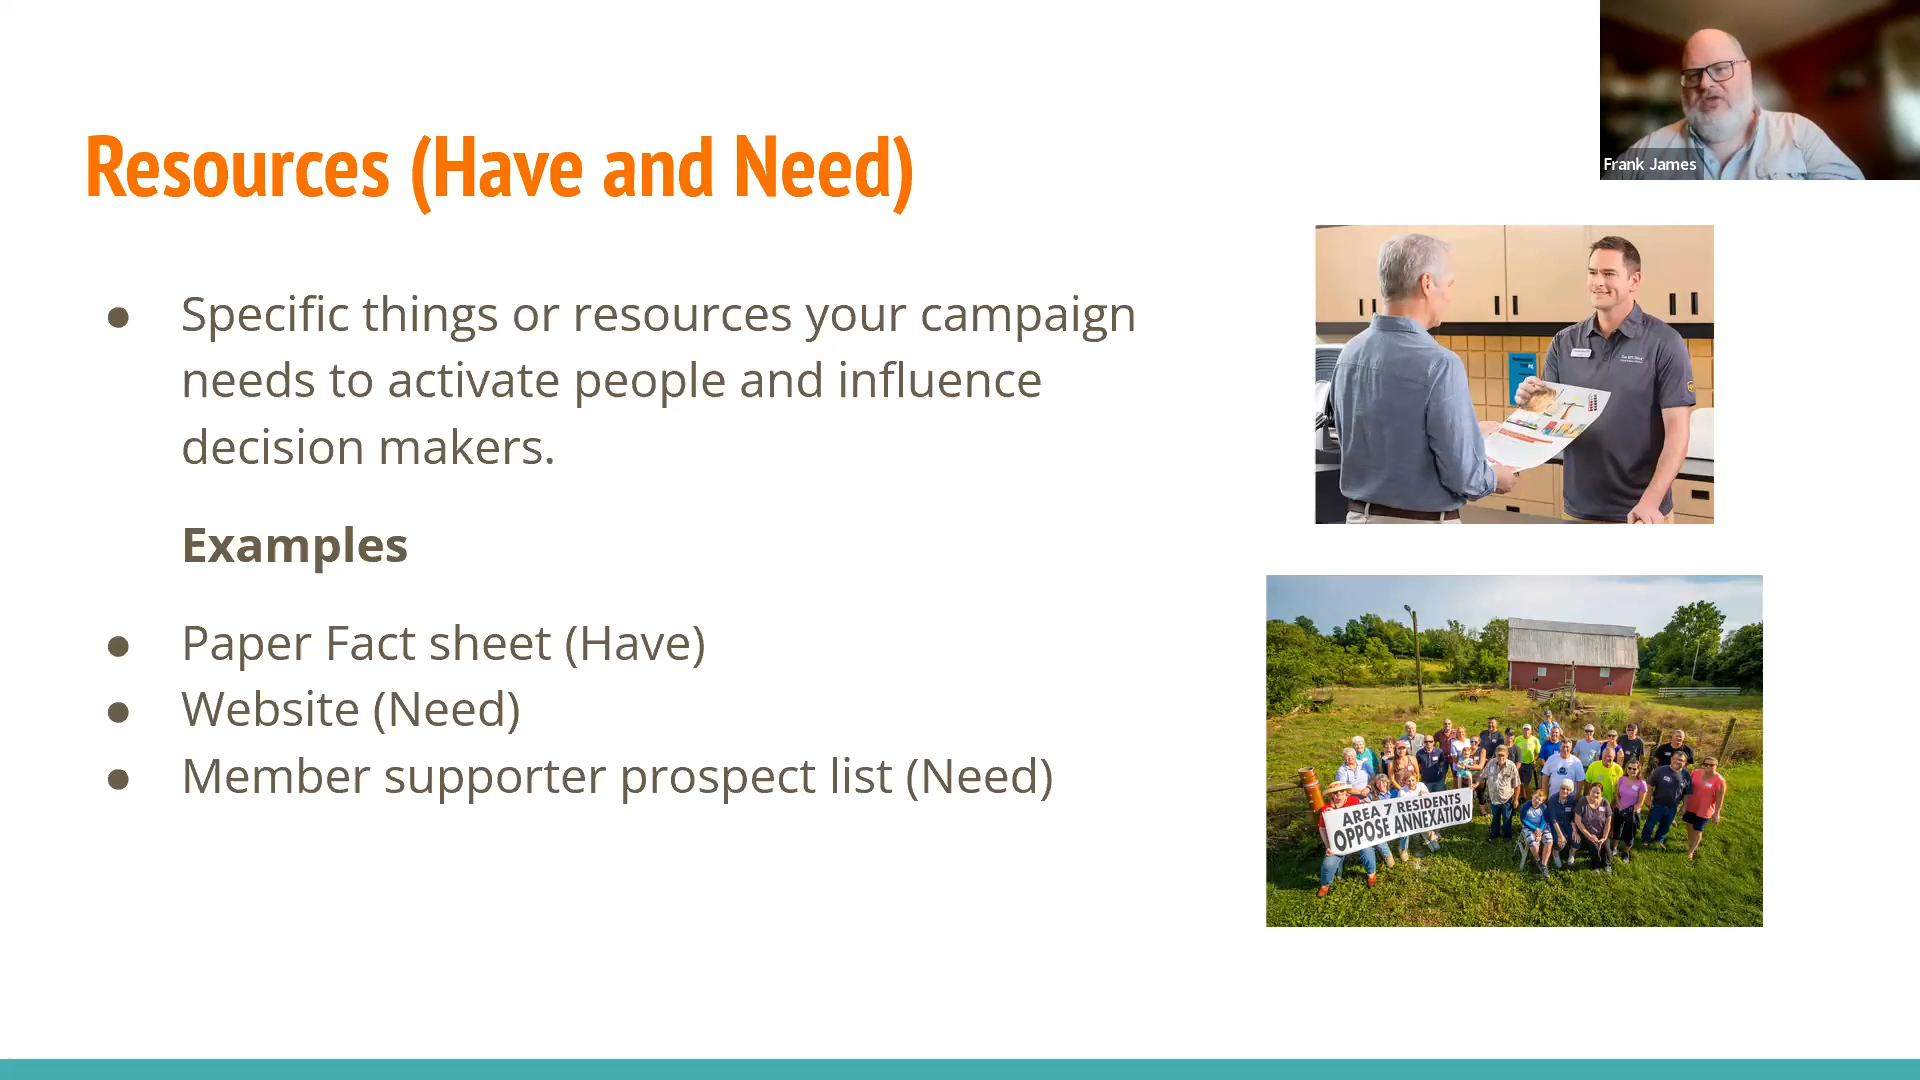 Frank James
Resources (Have and Need)
● Specific things or resources your campaign
needs to activate people and influence
decision makers.
Examples
● Paper Fact sheet (Have)
● Website (Need)
● Member supporter prospect list (Need)
AREA 7 RESIDENTS
OPPOSE ANNEXATION